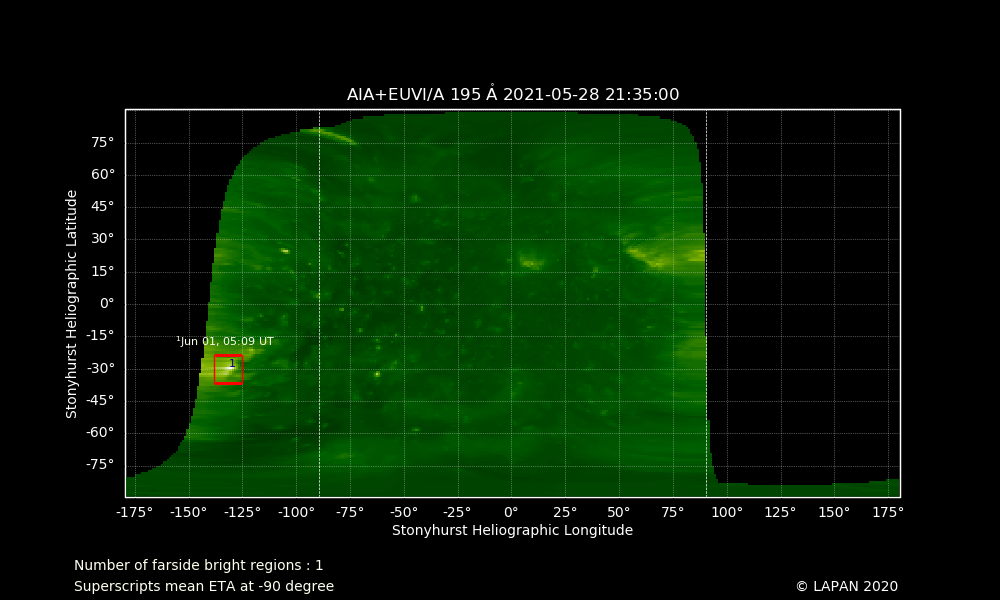 AIA+EUVI/A 195 Å 2021-05-28 21:35:00
Stonyhurst Heliographic Latitude
75°
60°
45°
30°
15°
0°
-15°
-30°
-45°
-60°
-75°
¹Jun 01, 05:09 UT
1
-175° -150° -125° -100° -75° -50° -25° 0° 25° 50° 75° 100° 125° 150° 175°
Stonyhurst Heliographic Longitude
Number of farside bright regions : 1
Superscripts mean ETA at -90 degree
© LAPAN 2020